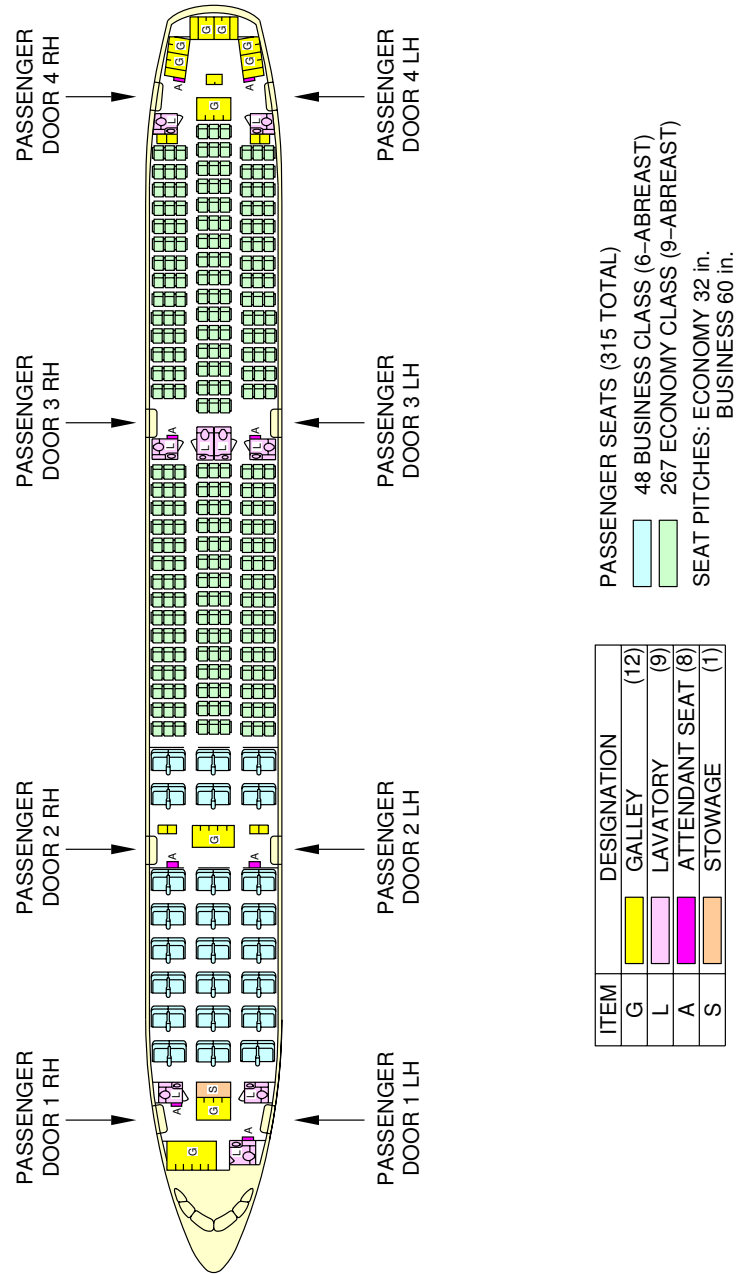 PASSENGER
DOOR 1 RH
PASSENGER
DOOR 2 RH
PASSENGER
DOOR 3 RH
PASSENGER
DOOR 4 RH
G
L
A
L
A
G
S
L
A
A
G
L
A
L
L
L
A
L
L
G
A
A
G
G
G
G
G
G
PASSENGER
DOOR 1 LH
PASSENGER
DOOR 2 LH
PASSENGER
DOOR 3 LH
PASSENGER
DOOR 4 LH
ITEM DESIGNATION
G GALLEY (12)
L LAVATORY (9)
A ATTENDANT SEAT (8)
S STOWAGE (1)
PASSENGER SEATS (315 TOTAL)
48 BUSINESS CLASS (6–ABREAST)
267 ECONOMY CLASS (9–ABREAST)
SEAT PITCHES: ECONOMY 32 in.
BUSINESS 60 in.